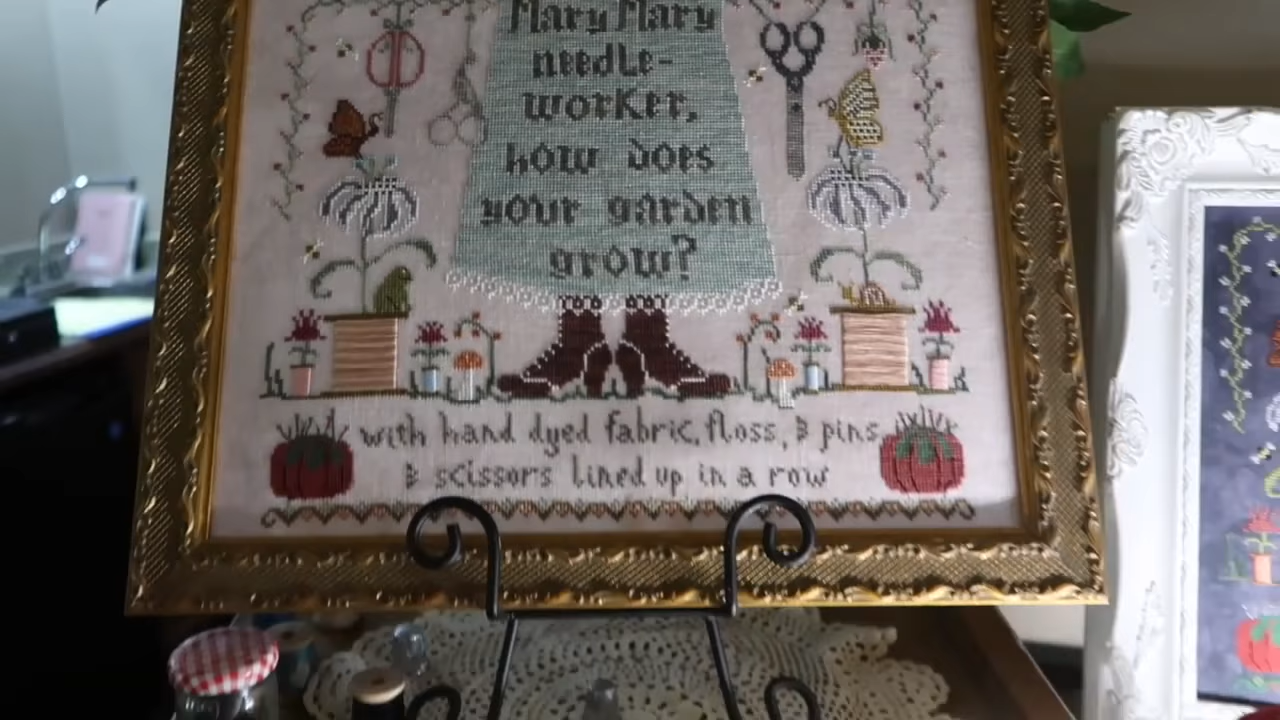 Mary Mary
needle-
worker,
how does
your garden
grow?
with hand dyed fabric, floss, & pins
& scissors lined up in a row